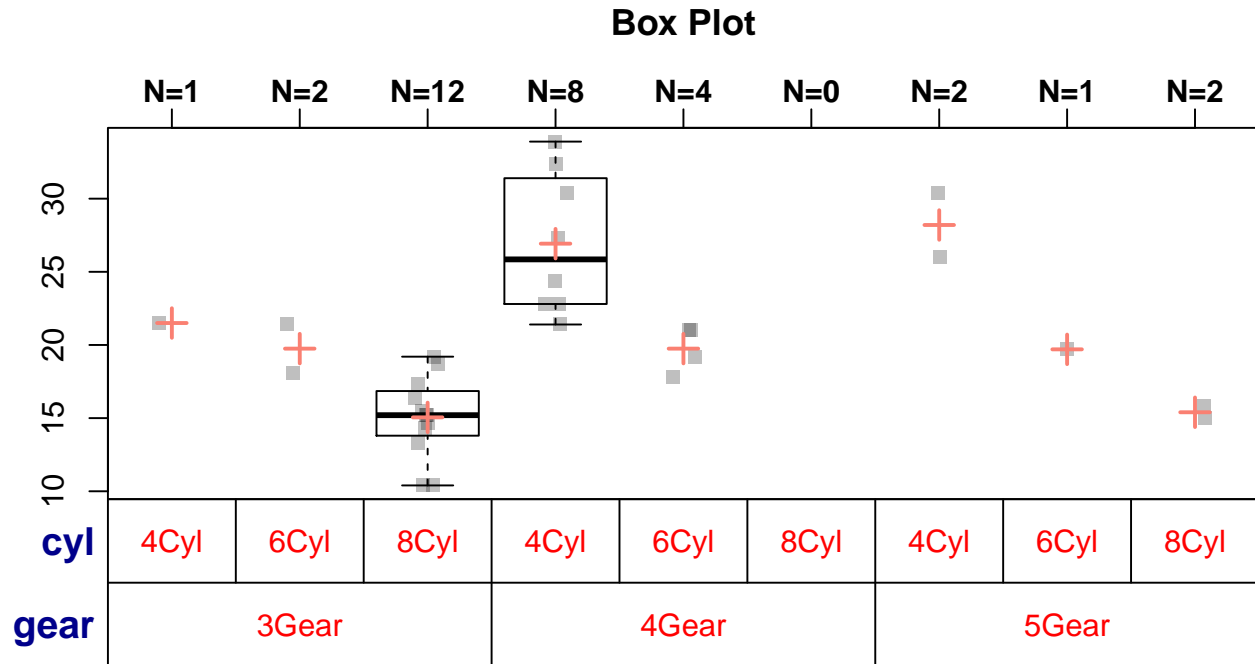 Box Plot
N=1 N=2 N=12 N=8 N=4 N=0 N=2 N=1 N=2
30
25
20
15
10
cyl 4Cyl 6Cyl 8Cyl 4Cyl 6Cyl 8Cyl 4Cyl 6Cyl 8Cyl
gear 3Gear 4Gear 5Gear